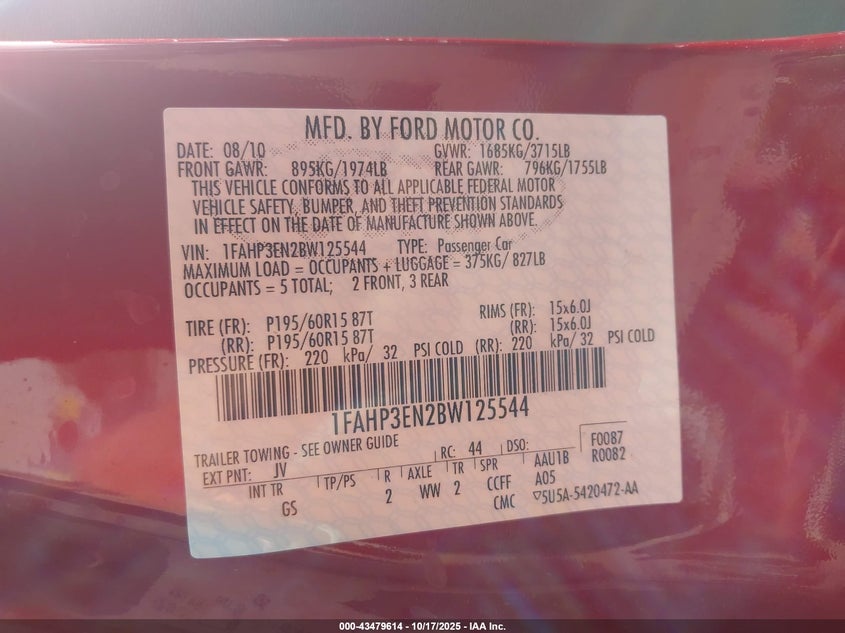 MFD. BY FORD MOTOR CO.
DATE: 08/10 GVWR: 1685KG/3715LB
FRONT GAWR: 895KG/1974LB REAR GAWR: 796KG/1755LB
THIS VEHICLE CONFORMS TO ALL APPLICABLE FEDERAL MOTOR
VEHICLE SAFETY, BUMPER, AND THEFT PREVENTION STANDARDS
IN EFFECT ON THE DATE OF MANUFACTURE SHOWN ABOVE.
VIN: 1FAHP3EN2BW125544 TYPE: Passenger Car
MAXIMUM LOAD = OCCUPANTS + LUGGAGE = 375KG/ 827LB
OCCUPANTS = 5 TOTAL; 2 FRONT, 3 REAR
TIRE (FR): P195/60R15 87T RIMS (FR): 15x6.0J
(RR): P195/60R15 87T (RR): 15x6.0J
PRESSURE (FR): 220 kPa/ 32 PSI COLD (RR): 220 kPa/ 32 PSI COLD
1FAHP3EN2BW125544
TRAILER TOWING - SEE OWNER GUIDE
EXT PNT: JV RC: 44 DSO: F0087
INT TR TP/PS R AXLE TR SPR AAU1B R0082
GS 2 WW 2 CCFF A05
CMC 5U5A-5420472-AA
000-43479614 - 10/17/2025 - IAA Inc.